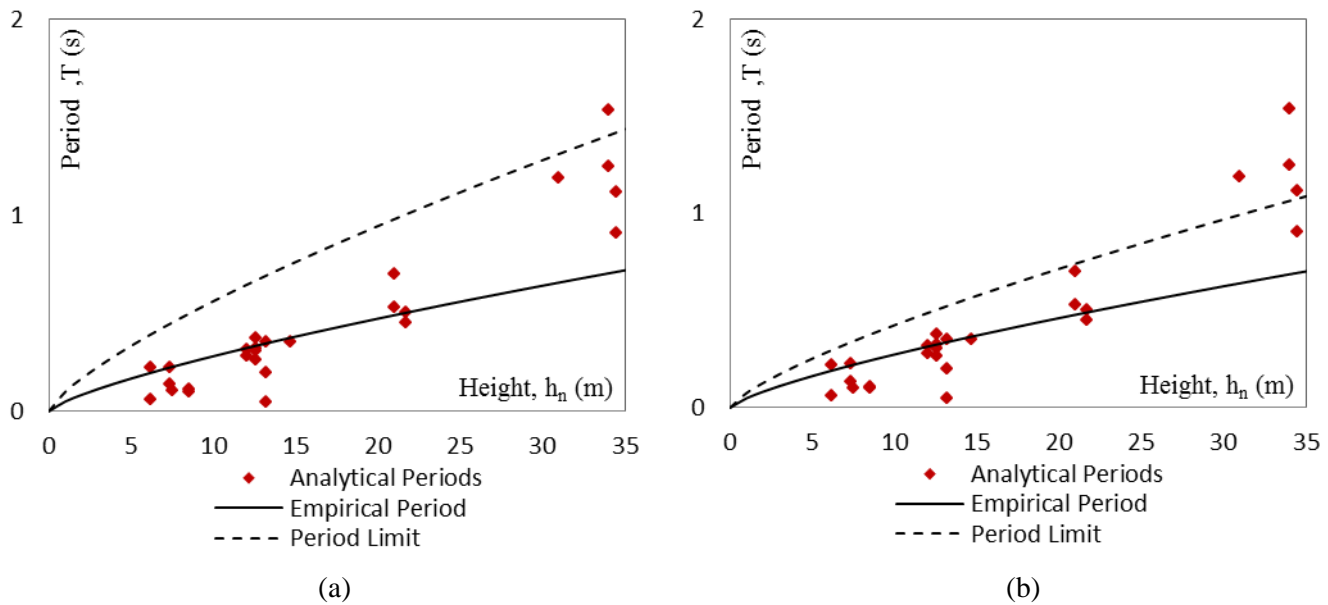 2
Period ,T (s)
1
Height, hn (m)
0
0 5 10 15 20 25 30 35
Analytical Periods
Empirical Period
Period Limit
(a)
2
Period ,T (s)
1
Height, hn (m)
0
0 5 10 15 20 25 30 35
Analytical Periods
Empirical Period
Period Limit
(b)